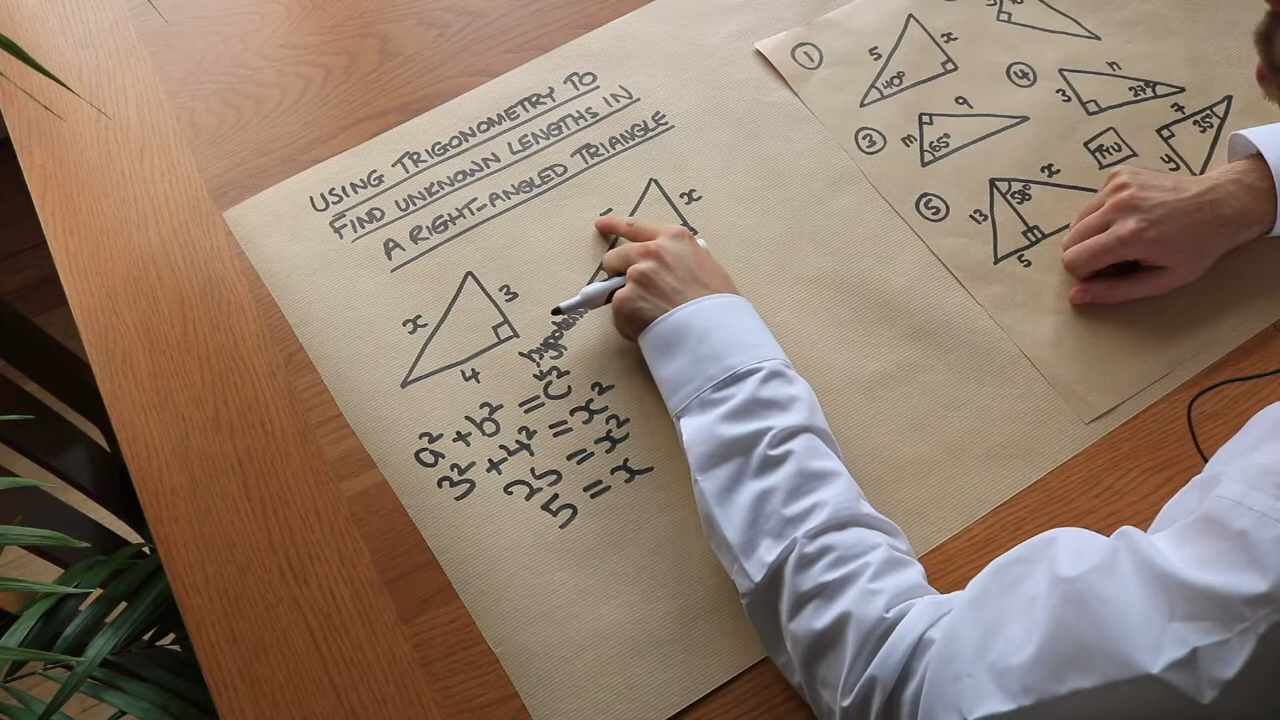 USING TRIGONOMETRY TO
FIND UNKNOWN LENGTHS IN
A RIGHT-ANGLED TRIANGLE
x
3
4
x
a² + b² = c²
3² + 4² = x²
25 = x²
5 = x
①
5
x
40°
③
m
9
65°
④
3
n
27°
TRY
7
35°
y
⑤
13
58°
x
5